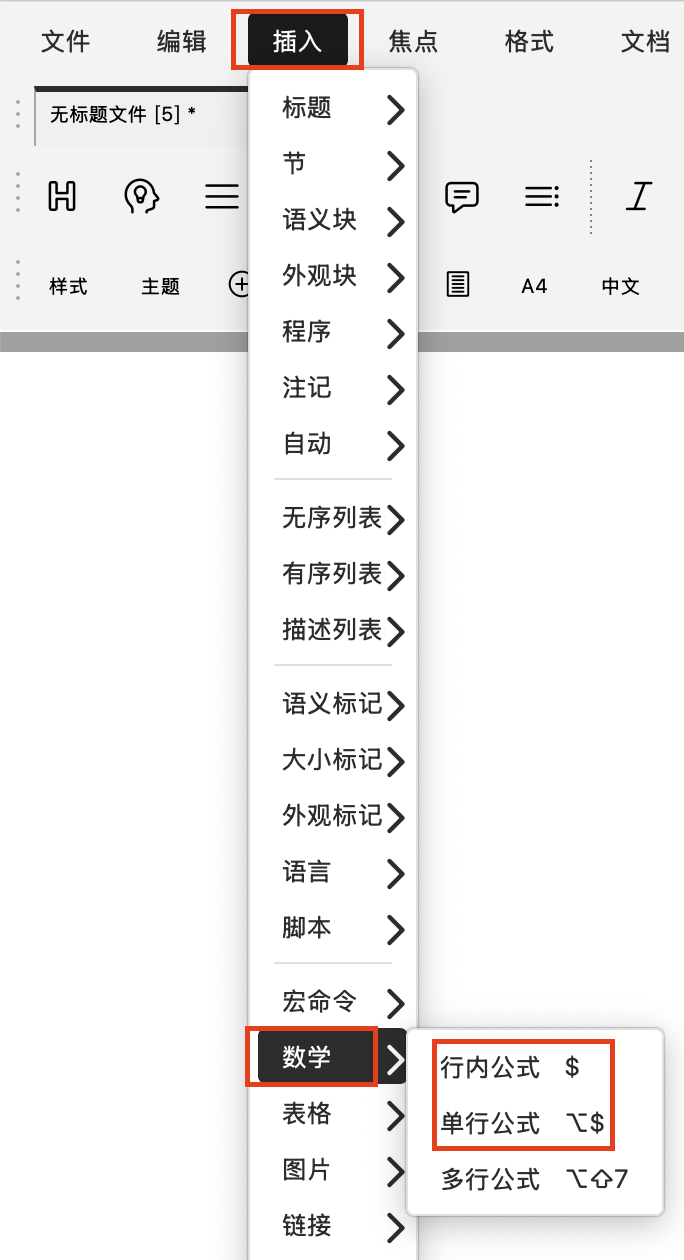 文件 编辑 插入 焦点 格式 文档
无标题文件 [5] *
样式 主题 A4 中文
标题
节
语义块
外观块
程序
注记
自动
无序列表
有序列表
描述列表
语义标记
大小标记
外观标记
语言
脚本
宏命令
数学
行内公式 $
单行公式 ⌥$
多行公式 ⌥⇧7
表格
图片
链接